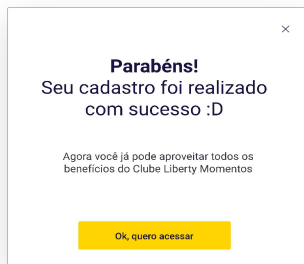 Parabéns!
Seu cadastro foi realizado
com sucesso :D
Agora você já pode aproveitar todos os
benefícios do Clube Liberty Momentos
Ok, quero acessar